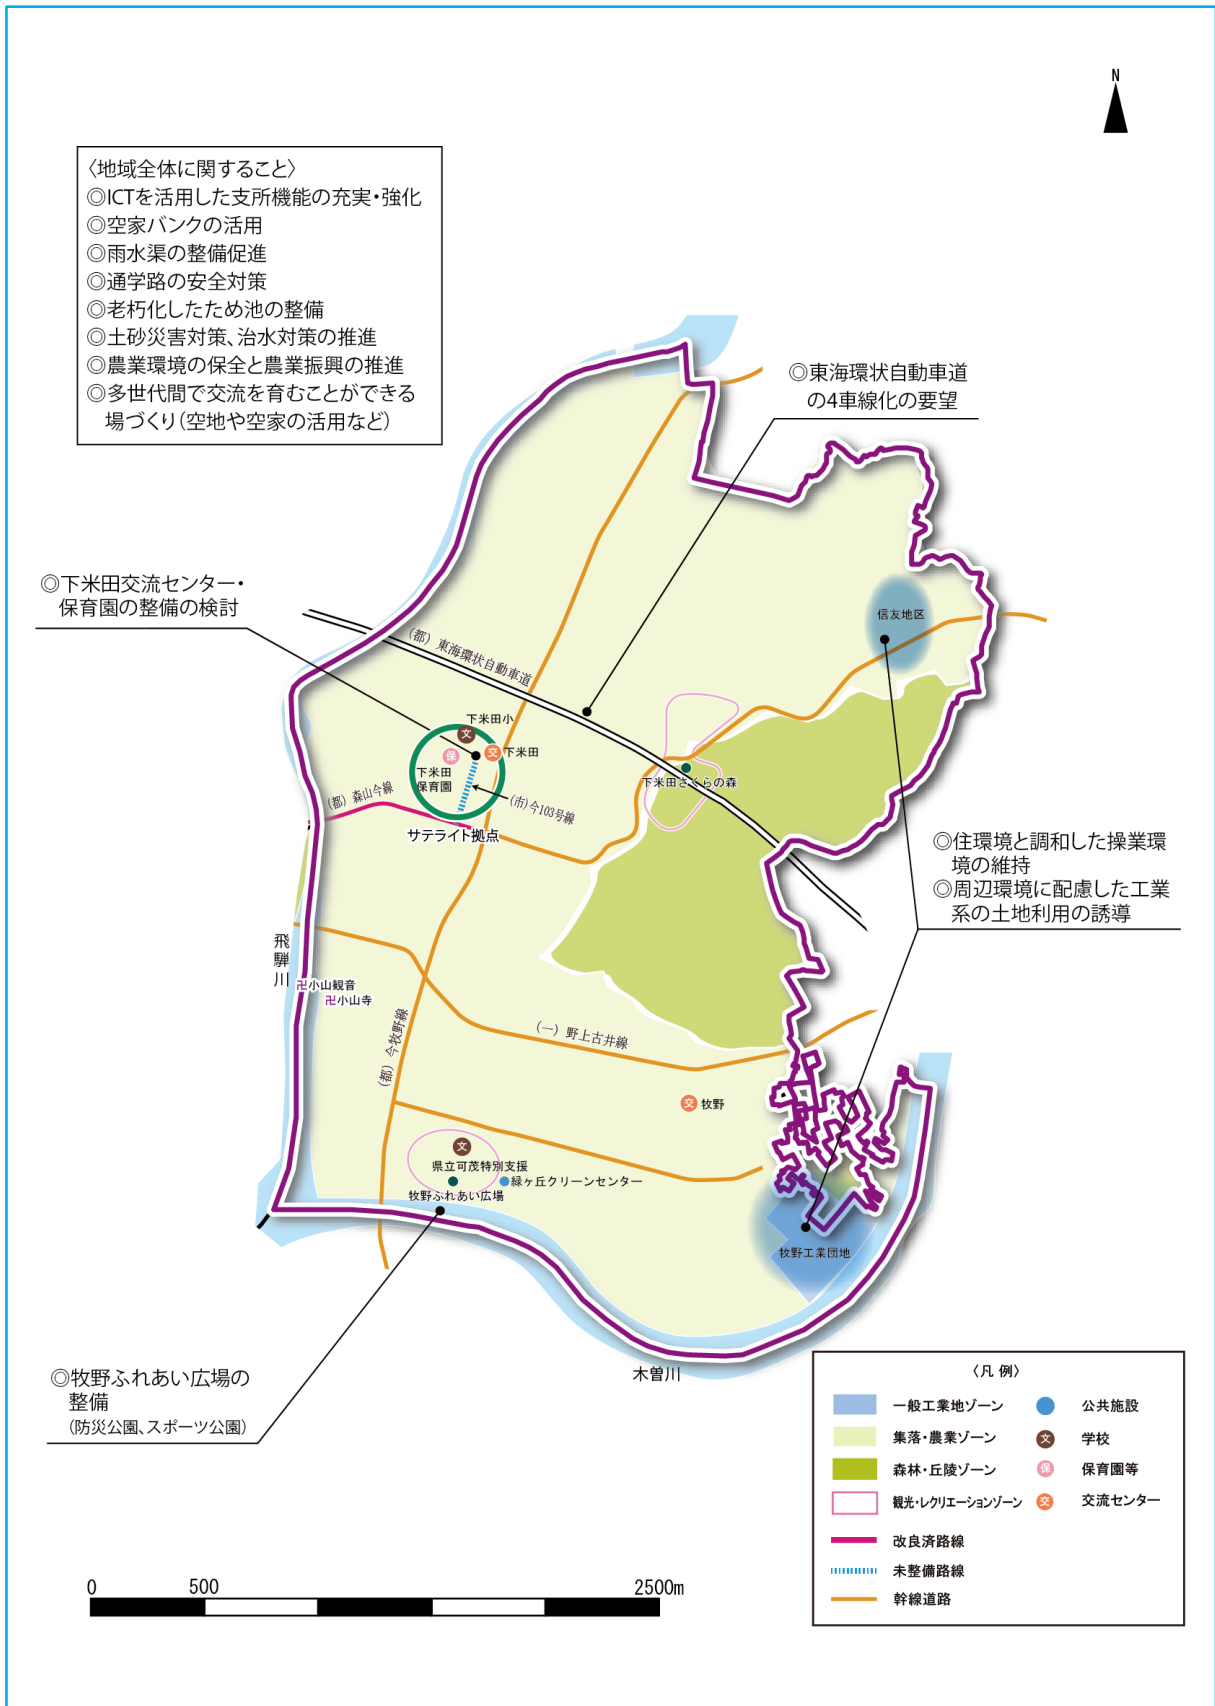 N
〈地域全体に関すること〉
◎ICTを活用した支所機能の充実・強化
◎空家バンクの活用
◎雨水渠の整備促進
◎通学路の安全対策
◎老朽化したため池の整備
◎土砂災害対策、治水対策の推進
◎農業環境の保全と農業振興の推進
◎多世代間で交流を育むことができる
場づくり(空地や空家の活用など)
◎東海環状自動車道
の4車線化の要望
◎下米田交流センター・
保育園の整備の検討
信友地区
(都) 東海環状自動車道
下米田小
文
交
下米田
保
下米田
保育園
下米田さくらの森
(都) 森山今線
(市)今103号線
サテライト拠点
◎住環境と調和した操業環
境の維持
◎周辺環境に配慮した工業
系の土地利用の誘導
飛騨川
卍小山観音
卍小山寺
(都) 今牧野線
(一) 野上古井線
交
牧野
文
県立可茂特別支援
緑ヶ丘クリーンセンター
牧野ふれあい広場
牧野工業団地
木曽川
◎牧野ふれあい広場の
整備
(防災公園、スポーツ公園)
〈凡 例〉
一般工業地ゾーン
公共施設
集落・農業ゾーン
文
学校
森林・丘陵ゾーン
保
保育園等
観光・レクリエーションゾーン
交
交流センター
改良済路線
未整備路線
幹線道路
0
500
2500m